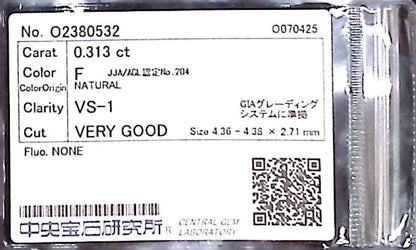 No. O2380532 O070425
Carat 0.313 ct
Color F JJA/AGL認定No.204
ColorOrigin NATURAL
Clarity VS-1 GIAグレーディング
システムに準拠
Cut VERY GOOD Size 4.36 - 4.38 × 2.71 mm
Fluo. NONE
中央宝石研究所® CENTRAL GEM
LABORATORY